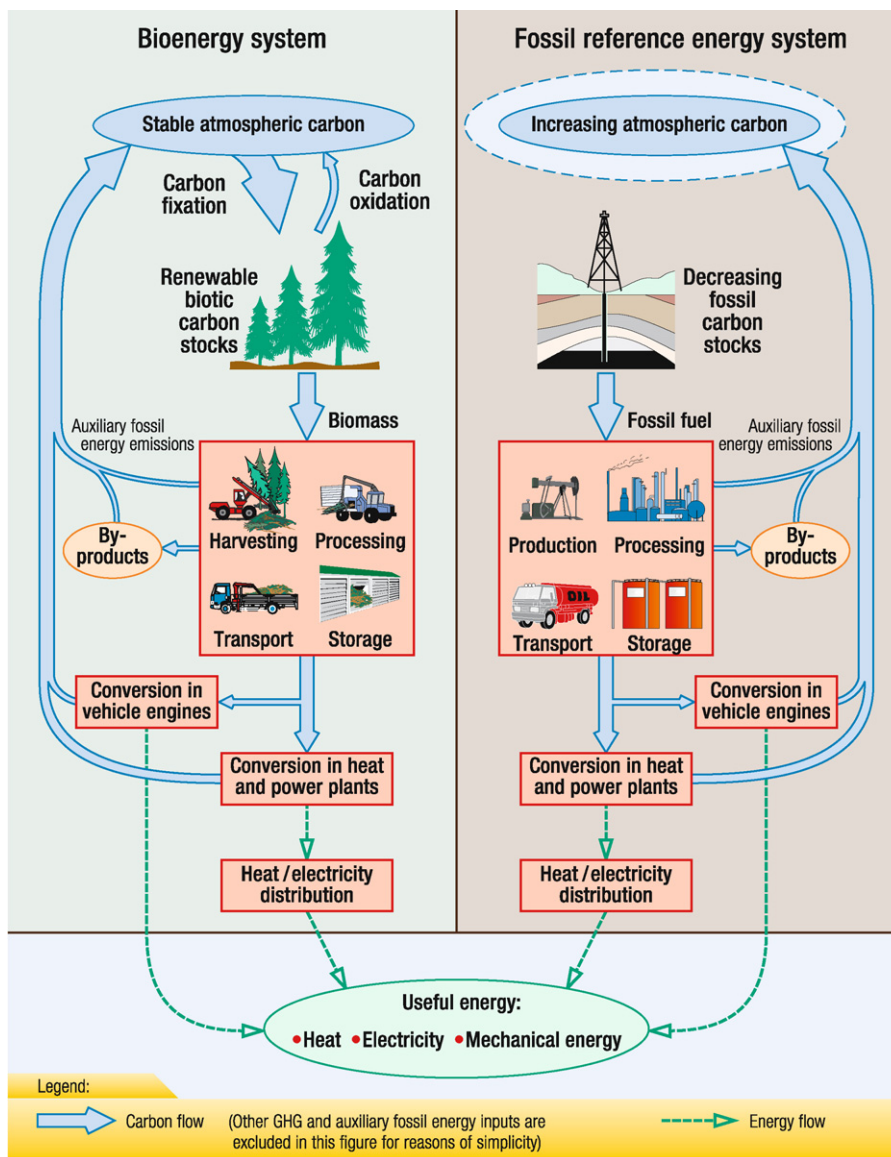 Bioenergy system
Stable atmospheric carbon
Carbon
fixation
Carbon
oxidation
Renewable
biotic
carbon
stocks
Biomass
Auxiliary fossil
energy emissions
Harvesting
Processing
By-
products
Transport
Storage
Conversion in
vehicle engines
Conversion in heat
and power plants
Heat/electricity
distribution
Fossil reference energy system
Increasing atmospheric carbon
Decreasing
fossil
carbon
stocks
Fossil fuel
Auxiliary fossil
energy emissions
Production
Processing
By-
products
OIL
Transport
Storage
Conversion in
vehicle engines
Conversion in heat
and power plants
Heat/electricity
distribution
Useful energy:
• Heat • Electricity • Mechanical energy
Legend:
Carbon flow
(Other GHG and auxiliary fossil energy inputs are
excluded in this figure for reasons of simplicity)
Energy flow